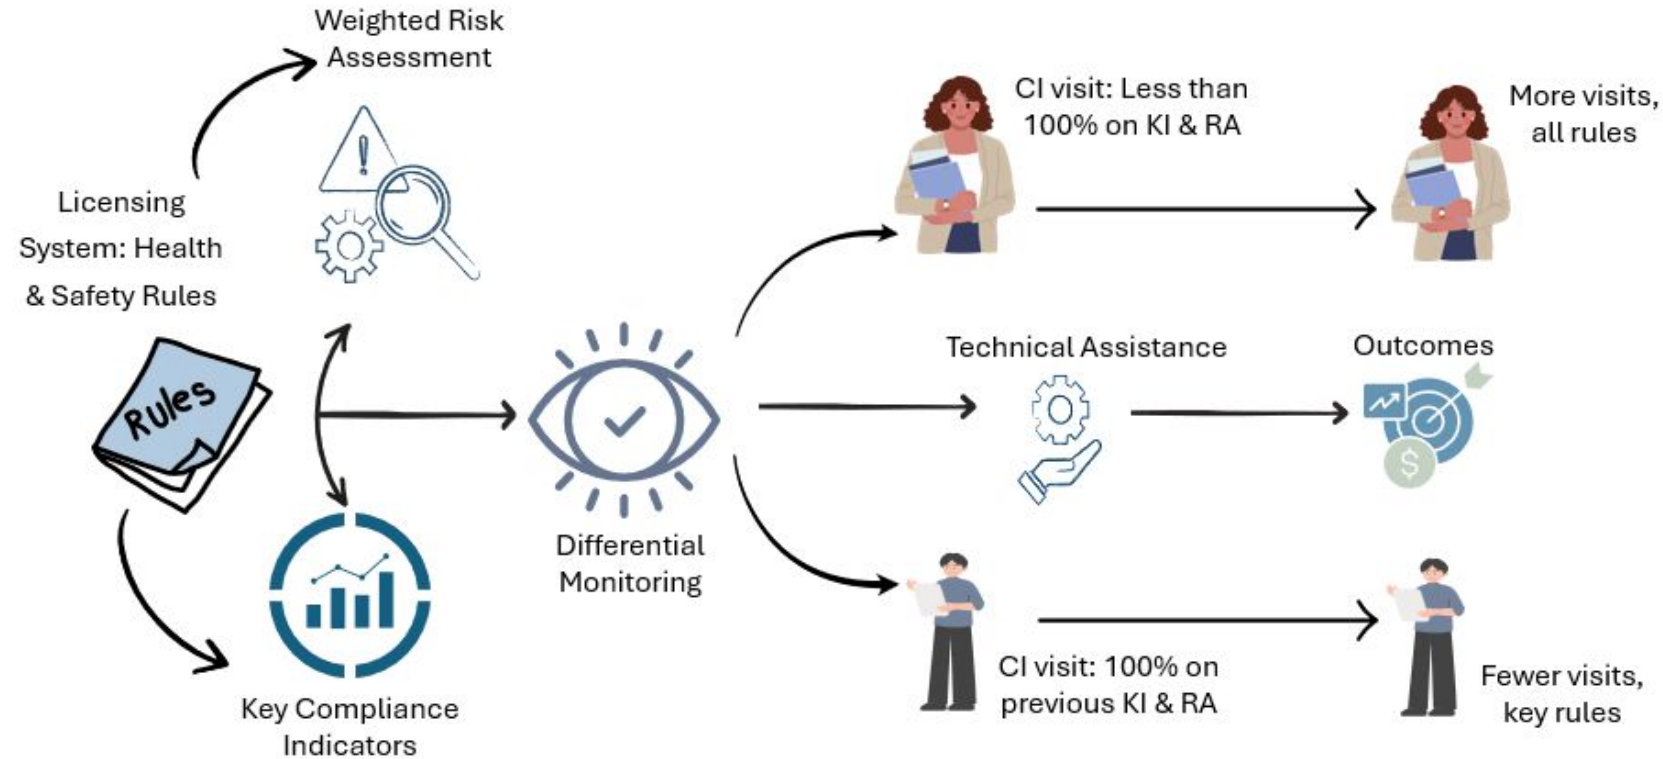 Weighted Risk
Assessment
Licensing
System: Health
& Safety Rules
Rules
Key Compliance
Indicators
Differential
Monitoring
CI visit: Less than
100% on KI & RA
More visits,
all rules
Technical Assistance
Outcomes
$
CI visit: 100% on
previous KI & RA
Fewer visits,
key rules